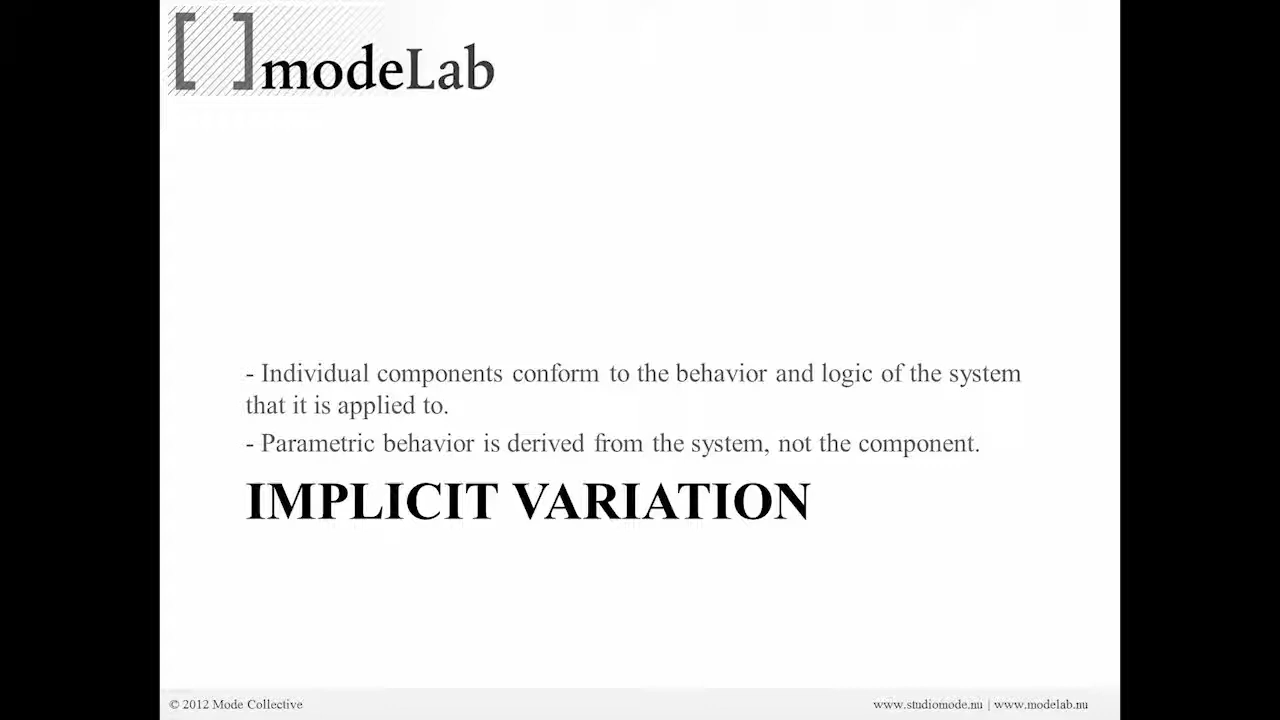 [ ]modeLab
- Individual components conform to the behavior and logic of the system
that it is applied to.
- Parametric behavior is derived from the system, not the component.
IMPLICIT VARIATION
© 2012 Mode Collective
www.studiomode.nu | www.modelab.nu